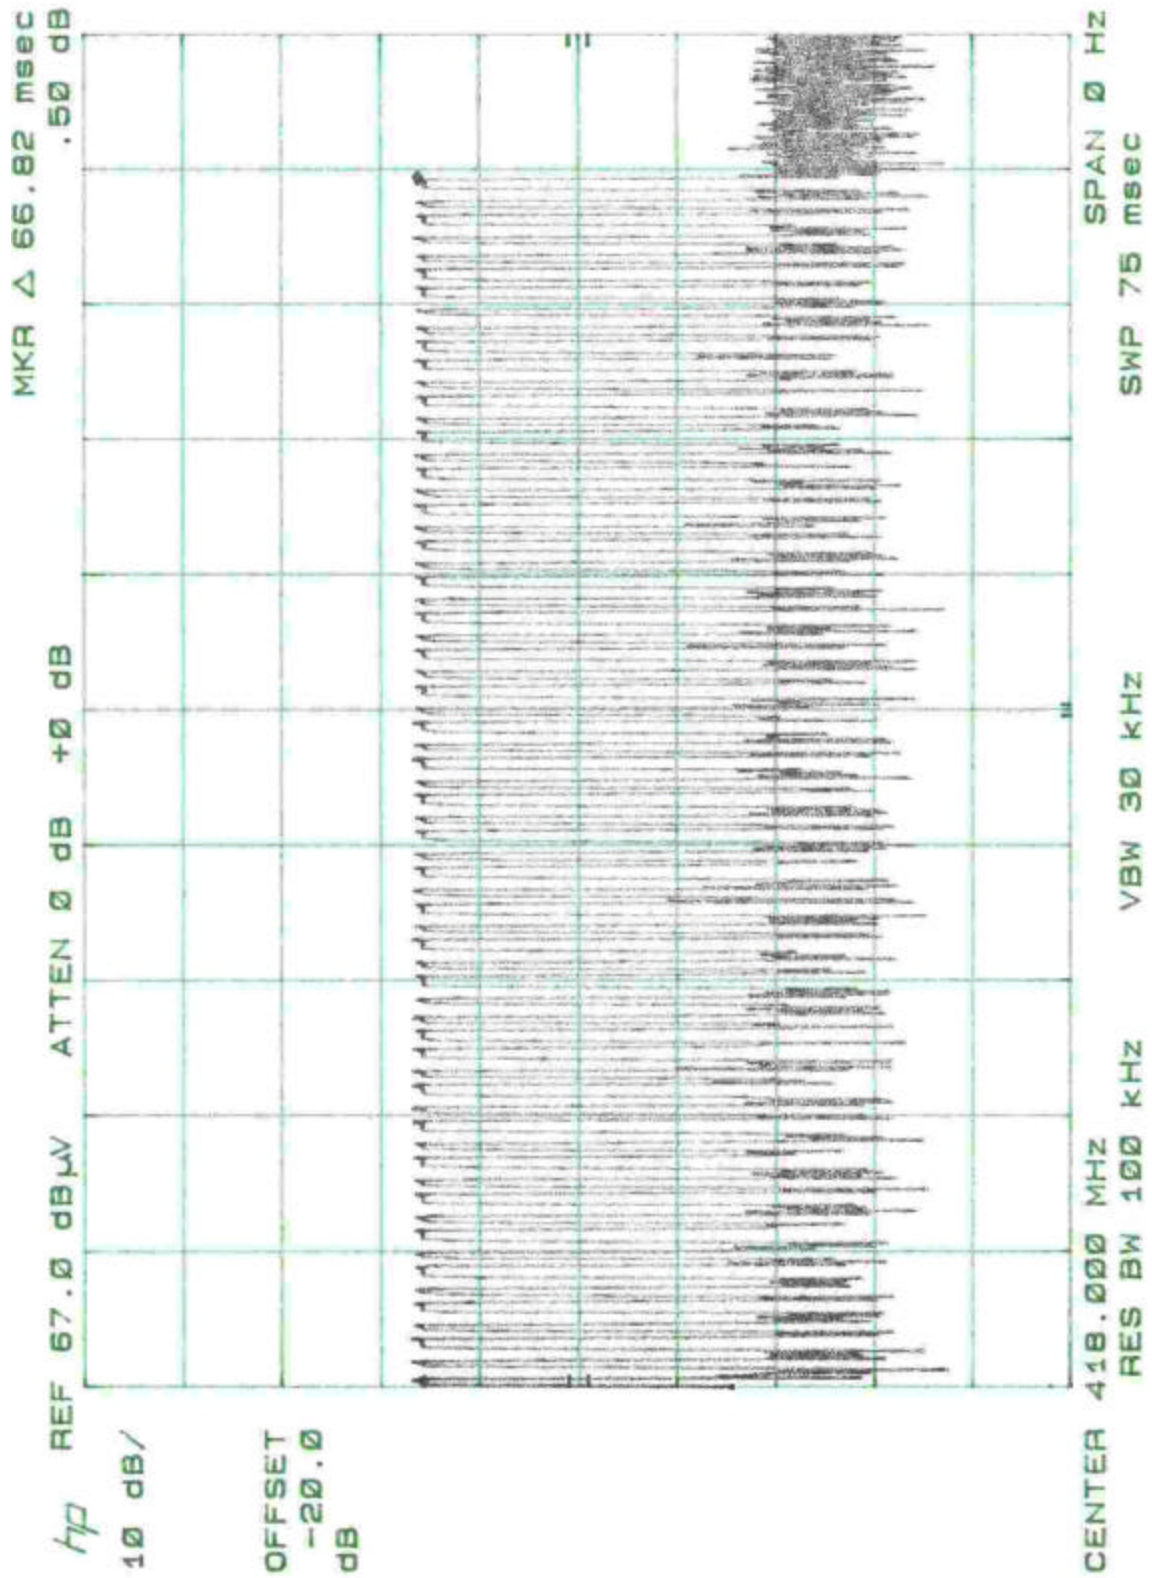 hp REF 67.0 dBµV ATTEN 0 dB +0 dB
MKR Δ 66.82 msec
.50 dB
10 dB/
OFFSET
-20.0
dB
CENTER 418.000 MHz SPAN 0 Hz
RES BW 100 kHz VBW 30 kHz SWP 75 msec